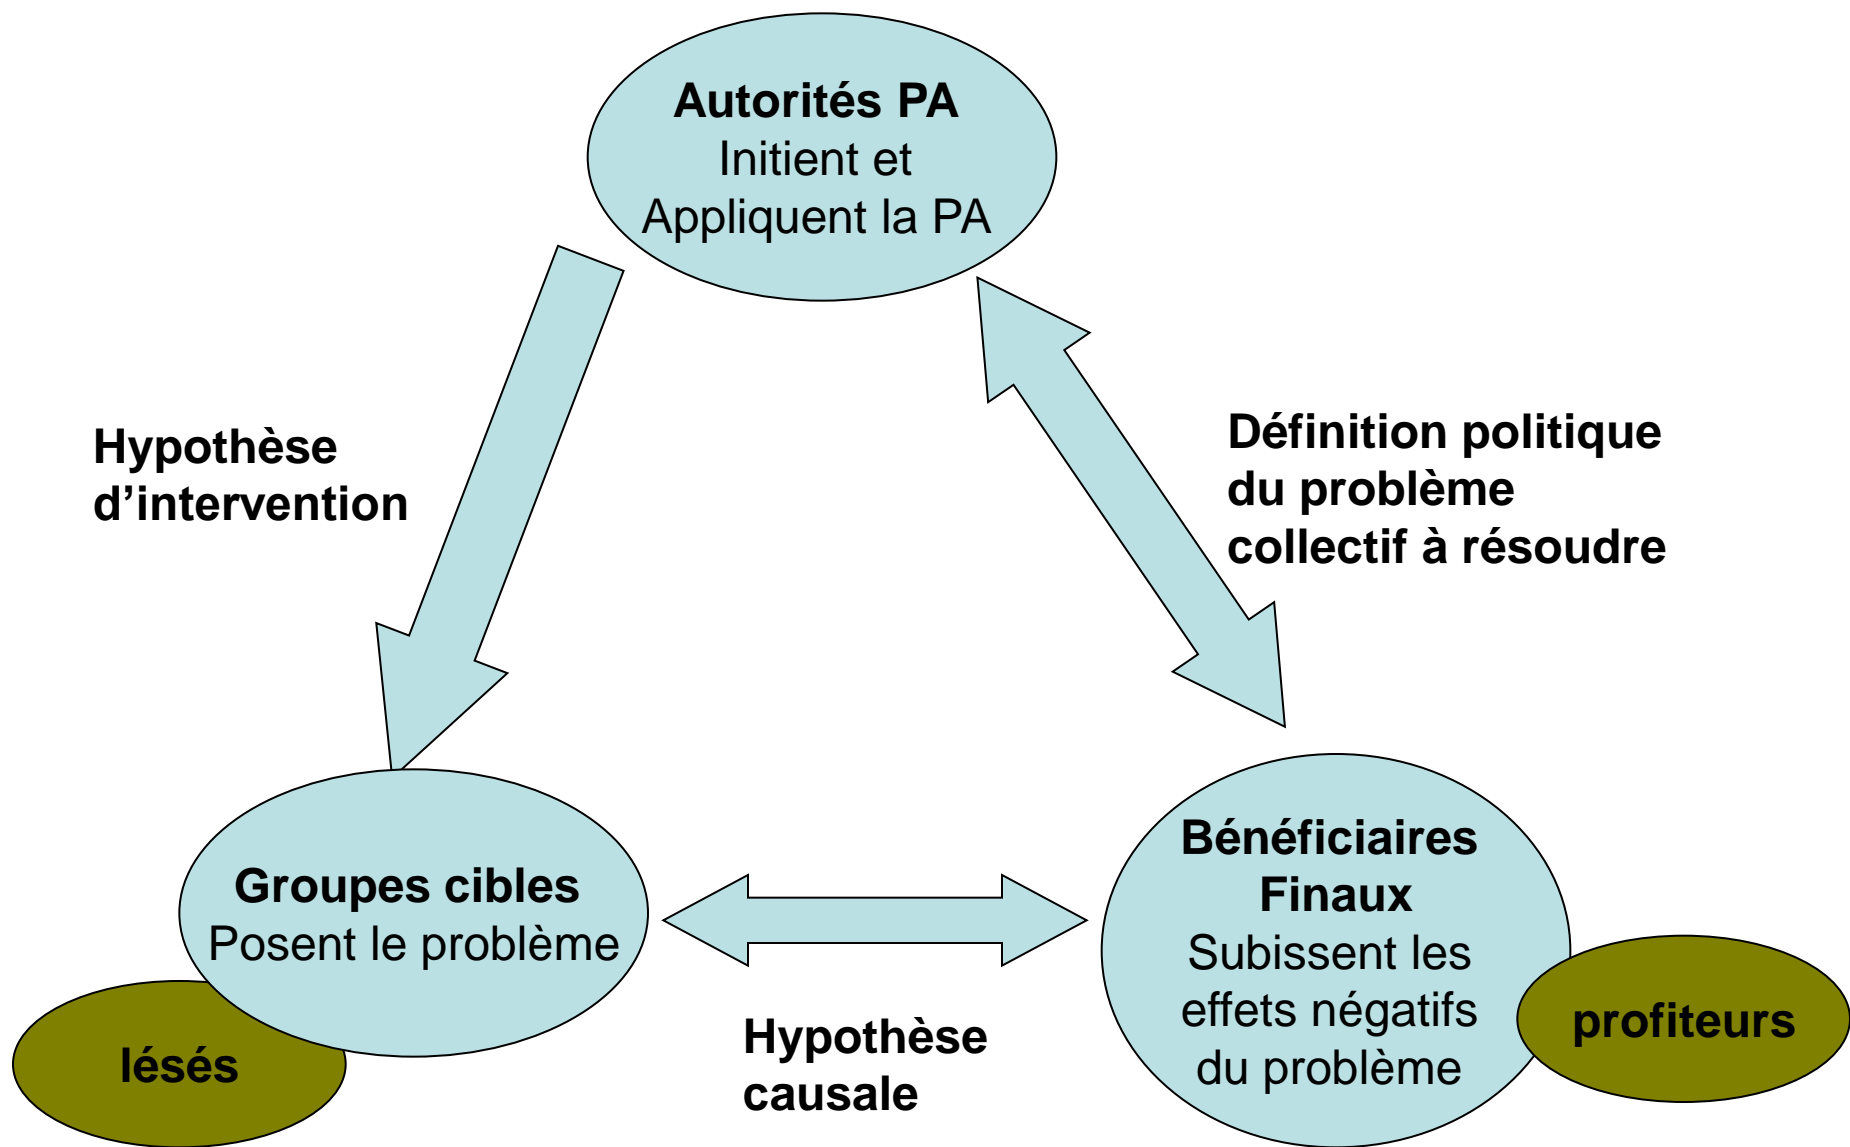 Autorités PA
Initient et
Appliquent la PA
Hypothèse
d’intervention
Définition politique
du problème
collectif à résoudre
Groupes cibles
Posent le problème
lésés
Hypothèse
causale
Bénéficiaires
Finaux
Subissent les
effets négatifs
du problème
profiteurs